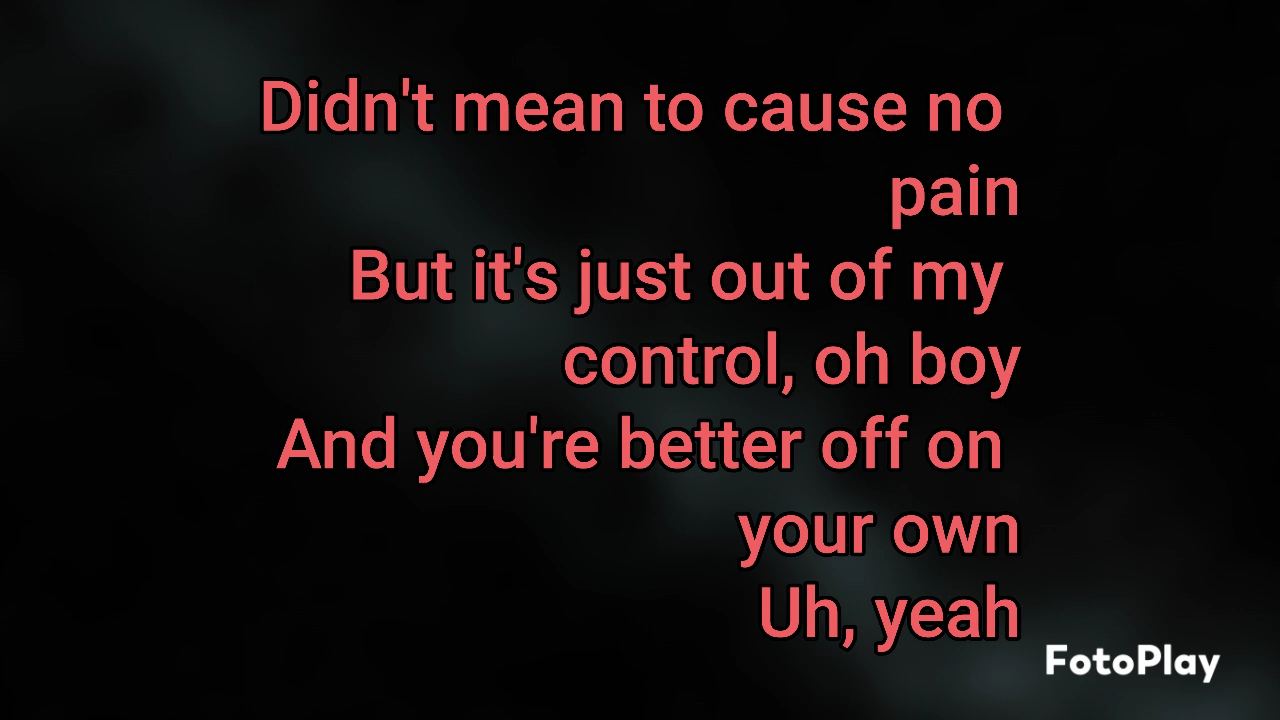 Didn't mean to cause no
pain
But it's just out of my
control, oh boy
And you're better off on
your own
Uh, yeah
FotoPlay